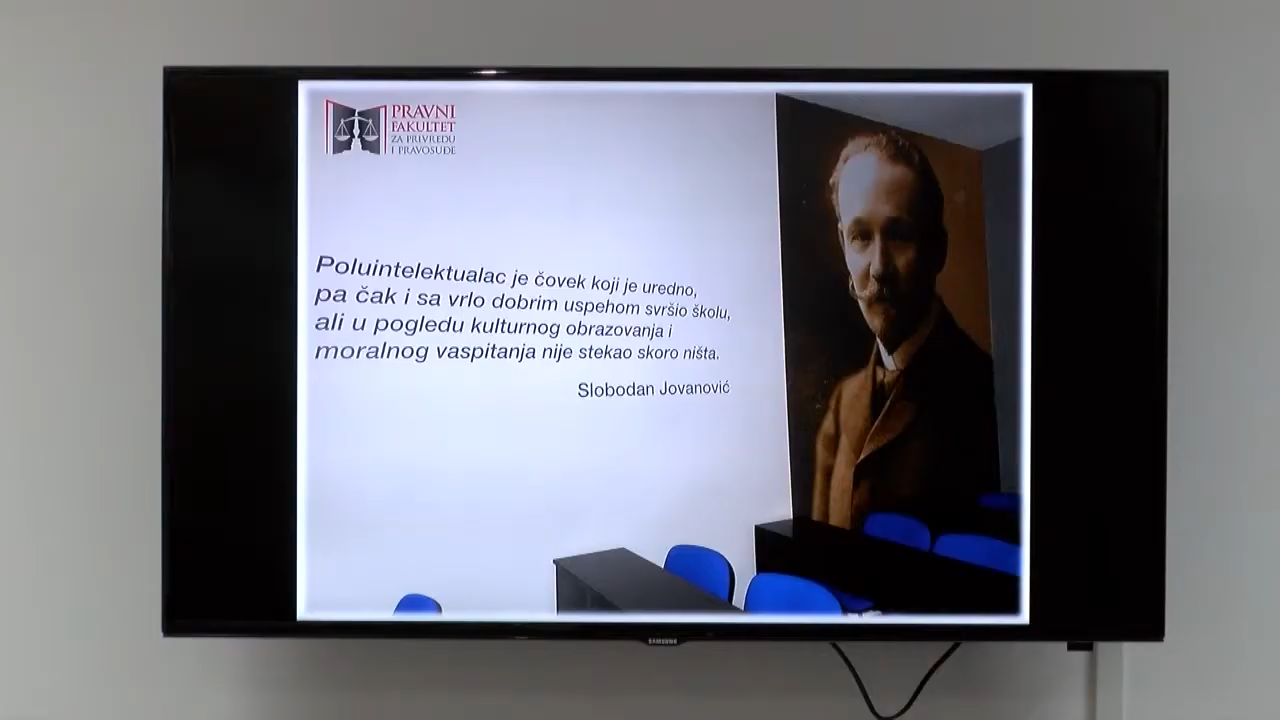 PRAVNI
FAKULTET
ZA PRIVREDU
I PRAVOSUĐE
Poluintelektualac je čovek koji je uredno,
pa čak i sa vrlo dobrim uspehom svršio školu,
ali u pogledu kulturnog obrazovanja i
moralnog vaspitanja nije stekao skoro ništa.
Slobodan Jovanović
SAMSUNG